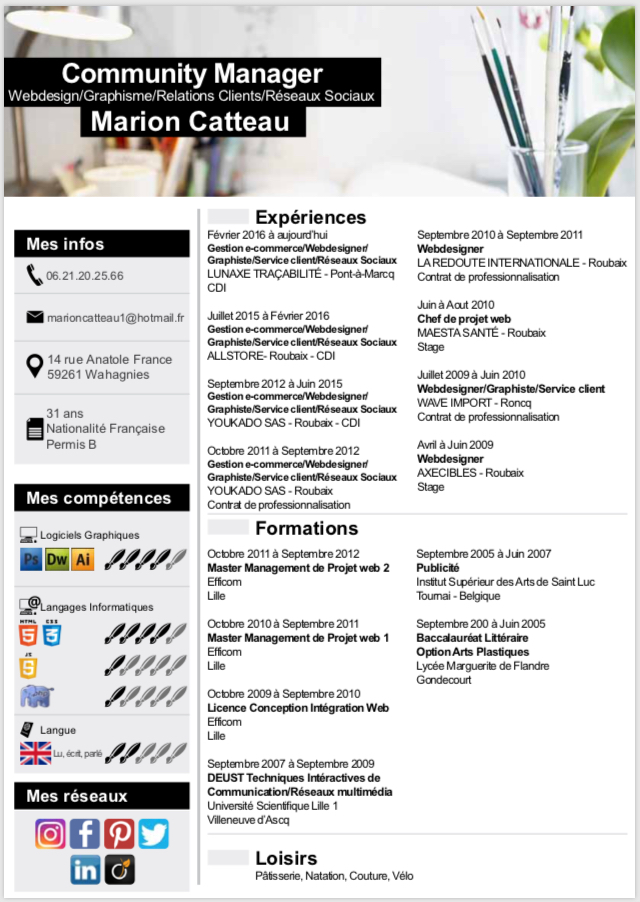 Community Manager
Webdesign/Graphisme/Relations Clients/Réseaux Sociaux
Marion Catteau
Mes infos
06.21.20.25.66
marioncatteau1@hotmail.fr
14 rue Anatole France
59261 Wahagnies
31 ans
Nationalité Française
Permis B
Mes compétences
Logiciels Graphiques
Ps Dw Ai
Langages Informatiques
HTML CSS
5 3
JS
5
php
Langue
Lu, écrit, parlé
Mes réseaux
in
Expériences
Février 2016 à aujourd'hui
Gestion e-commerce/Webdesigner/
Graphiste/Service client/Réseaux Sociaux
LUNAXE TRAÇABILITÉ - Pont-à-Marcq
CDI
Juillet 2015 à Février 2016
Gestion e-commerce/Webdesigner/
Graphiste/Service client/Réseaux Sociaux
ALLSTORE- Roubaix - CDI
Septembre 2012 à Juin 2015
Gestion e-commerce/Webdesigner/
Graphiste/Service client/Réseaux Sociaux
YOUKADO SAS - Roubaix - CDI
Octobre 2011 à Septembre 2012
Gestion e-commerce/Webdesigner/
Graphiste/Service client/Réseaux Sociaux
YOUKADO SAS - Roubaix
Contrat de professionnalisation
Septembre 2010 à Septembre 2011
Webdesigner
LA REDOUTE INTERNATIONALE - Roubaix
Contrat de professionnalisation
Juin à Aout 2010
Chef de projet web
MAESTA SANTÉ - Roubaix
Stage
Juillet 2009 à Juin 2010
Webdesigner/Graphiste/Service client
WAVE IMPORT - Roncq
Contrat de professionnalisation
Avril à Juin 2009
Webdesigner
AXECIBLES - Roubaix
Stage
Formations
Octobre 2011 à Septembre 2012
Master Management de Projet web 2
Efficom
Lille
Octobre 2010 à Septembre 2011
Master Management de Projet web 1
Efficom
Lille
Octobre 2009 à Septembre 2010
Licence Conception Intégration Web
Efficom
Lille
Septembre 2007 à Septembre 2009
DEUST Techniques Intéractives de
Communication/Réseaux multimédia
Université Scientifique Lille 1
Villeneuve d'Ascq
Septembre 2005 à Juin 2007
Publicité
Institut Supérieur des Arts de Saint Luc
Tournai - Belgique
Septembre 200 à Juin 2005
Baccalauréat Littéraire
Option Arts Plastiques
Lycée Marguerite de Flandre
Gondecourt
Loisirs
Pâtisserie, Natation, Couture, Vélo